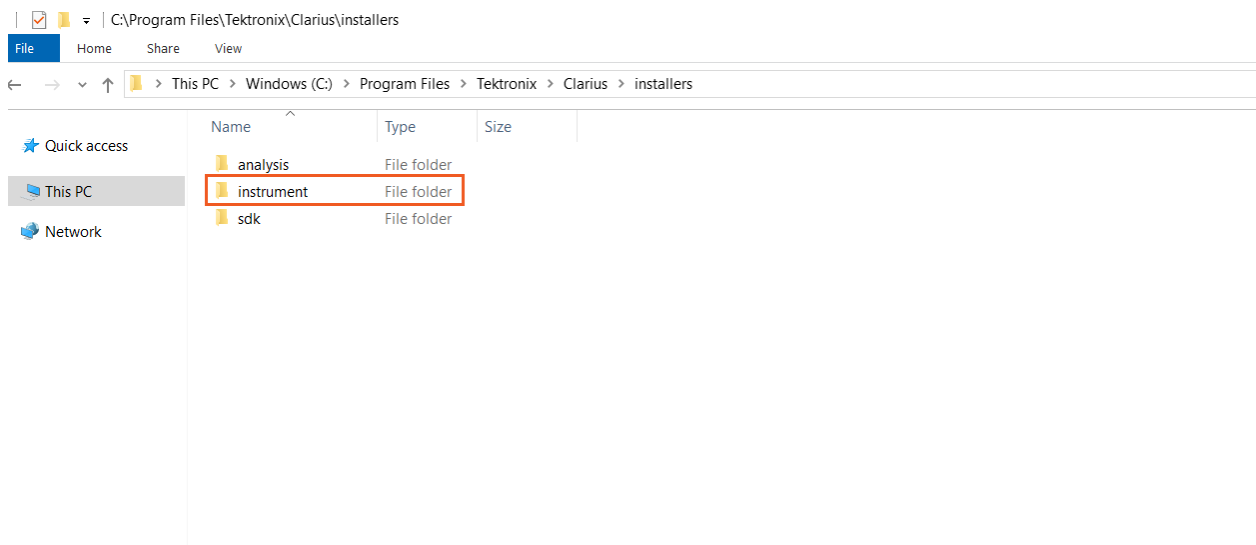 C:\Program Files\Tektronix\Clarius\installers
File Home Share View
This PC > Windows (C:) > Program Files > Tektronix > Clarius > installers
Name Type Size
Quick access
analysis File folder
This PC
instrument File folder
sdk File folder
Network